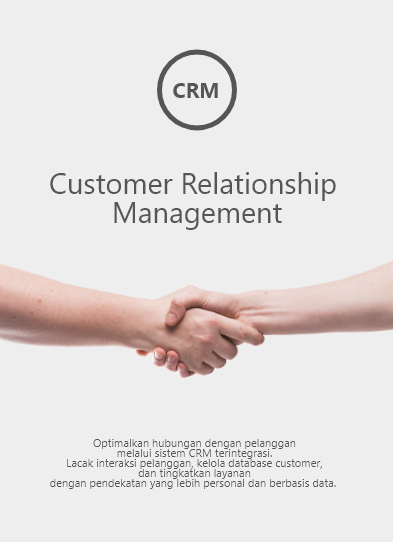 CRM
Customer Relationship
Management
Optimalkan hubungan dengan pelanggan
melalui sistem CRM terintegrasi.
Lacak interaksi pelanggan, kelola database customer,
dan tingkatkan layanan
dengan pendekatan yang lebih personal dan berbasis data.